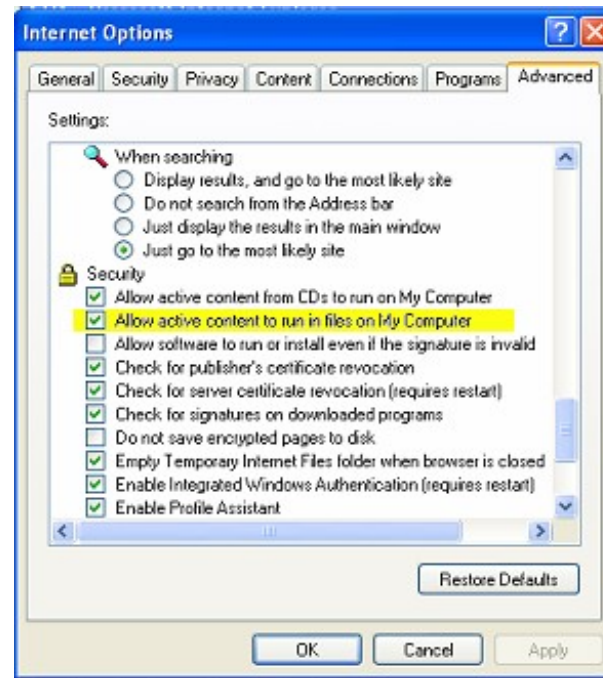 Internet Options
General Security Privacy Content Connections Programs Advanced
Settings:
When searching
Display results, and go to the most likely site
Do not search from the Address bar
Just display the results in the main window
Just go to the most likely site
Security
Allow active content from CDs to run on My Computer
Allow active content to run in files on My Computer
Allow software to run or install even if the signature is invalid
Check for publisher's certificate revocation
Check for server certificate revocation (requires restart)
Check for signatures on downloaded programs
Do not save encrypted pages to disk
Empty Temporary Internet Files folder when browser is closed
Enable Integrated Windows Authentication (requires restart)
Enable Profile Assistant
Restore Defaults
OK Cancel Apply